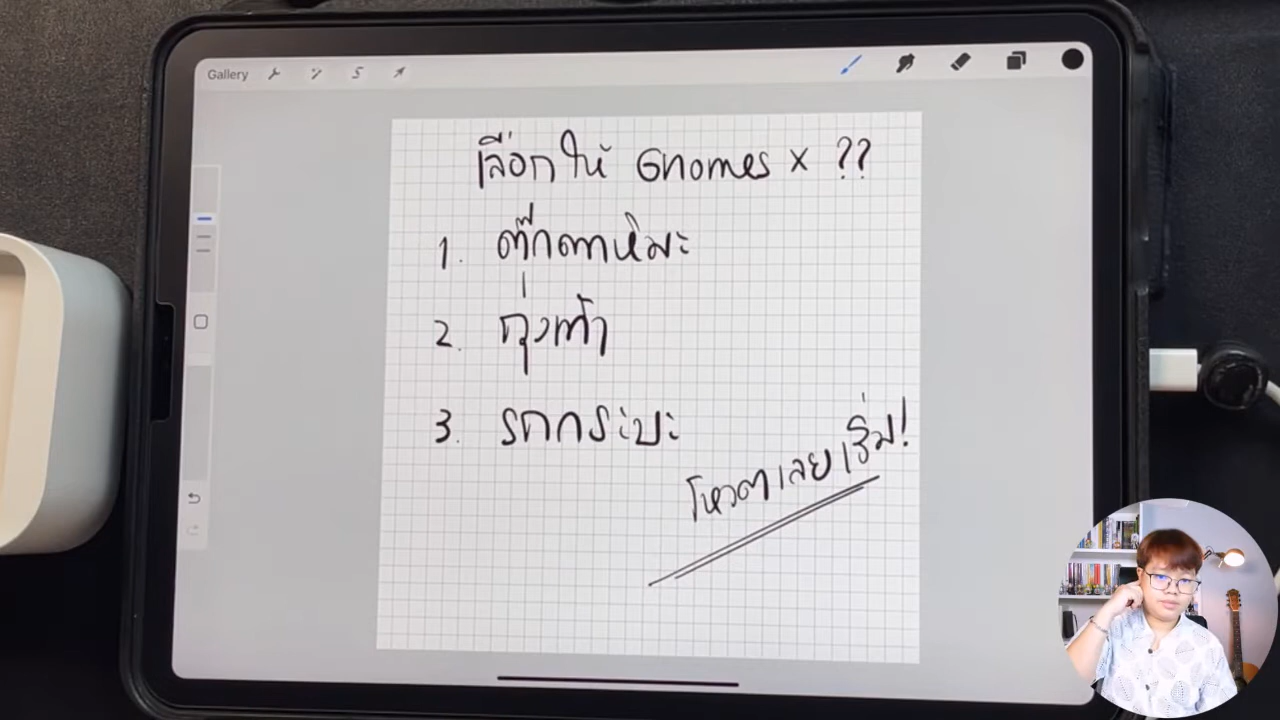 Gallery
เลือกให้ Gnomes x ??
1. ตุ๊กตาหิมะ
2. ถุงเท้า
3. รถกระบะ
โหวตเลยเริ่ม!